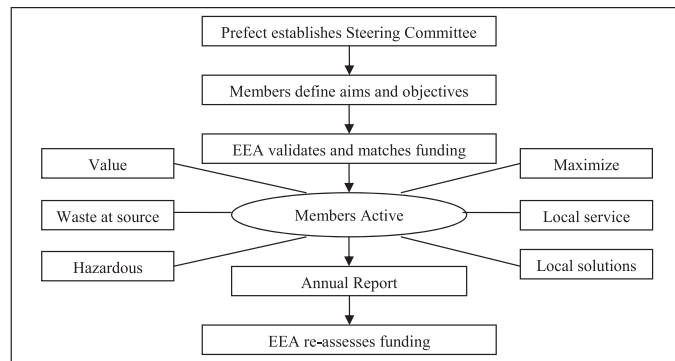 Prefect establishes Steering Committee
Members define aims and objectives
EEA validates and matches funding
Value
Maximize
Waste at source
Members Active
Local service
Hazardous
Local solutions
Annual Report
EEA re-assesses funding